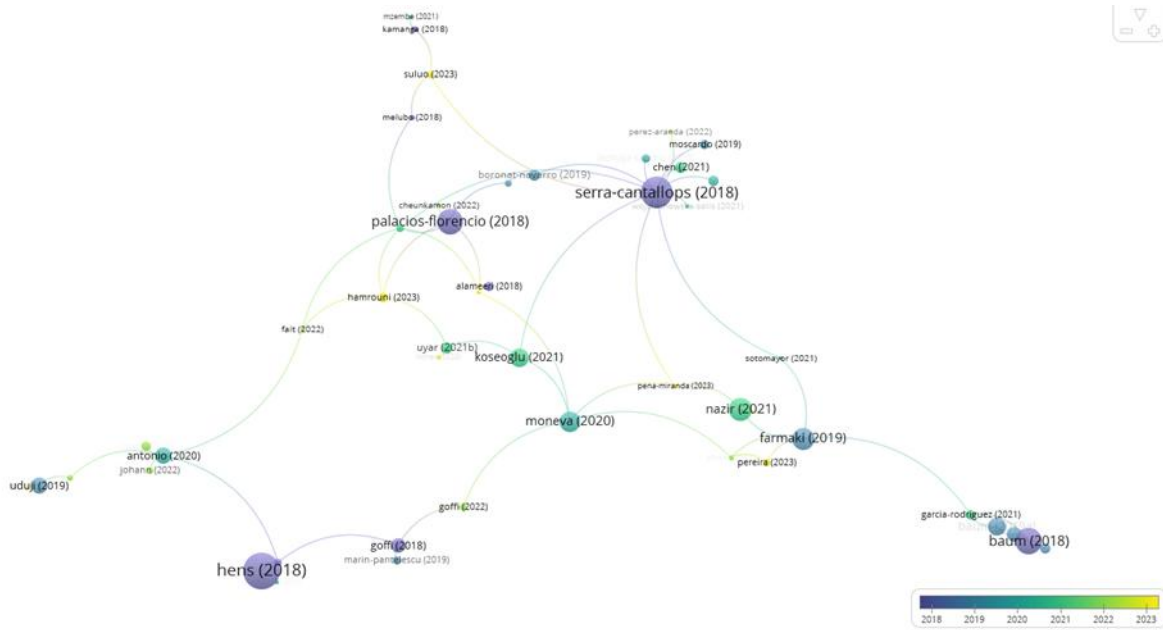 mzembe (2021)
kamanga (2018)
suluo (2023)
melubo (2018)
perez-aranda (2022)
moscardo (2019)
chen (2021)
boronat-navarro (2019)
serra-cantallops (2018)
cheunkamon (2022)
palacios-florencio (2018)
alameeri (2018)
hamrouni (2023)
fait (2022)
uyar (2021b)
koseoglu (2021)
sotomayor (2021)
pena-miranda (2023)
nazir (2021)
moneva (2020)
farmaki (2019)
antonio (2020)
pereira (2023)
johann (2022)
uduji (2019)
goffi (2022)
garcia-rodriguez (2021)
goffi (2018)
baum (2018)
marin-pantelescu (2019)
hens (2018)
2018 2019 2020 2021 2022 2023